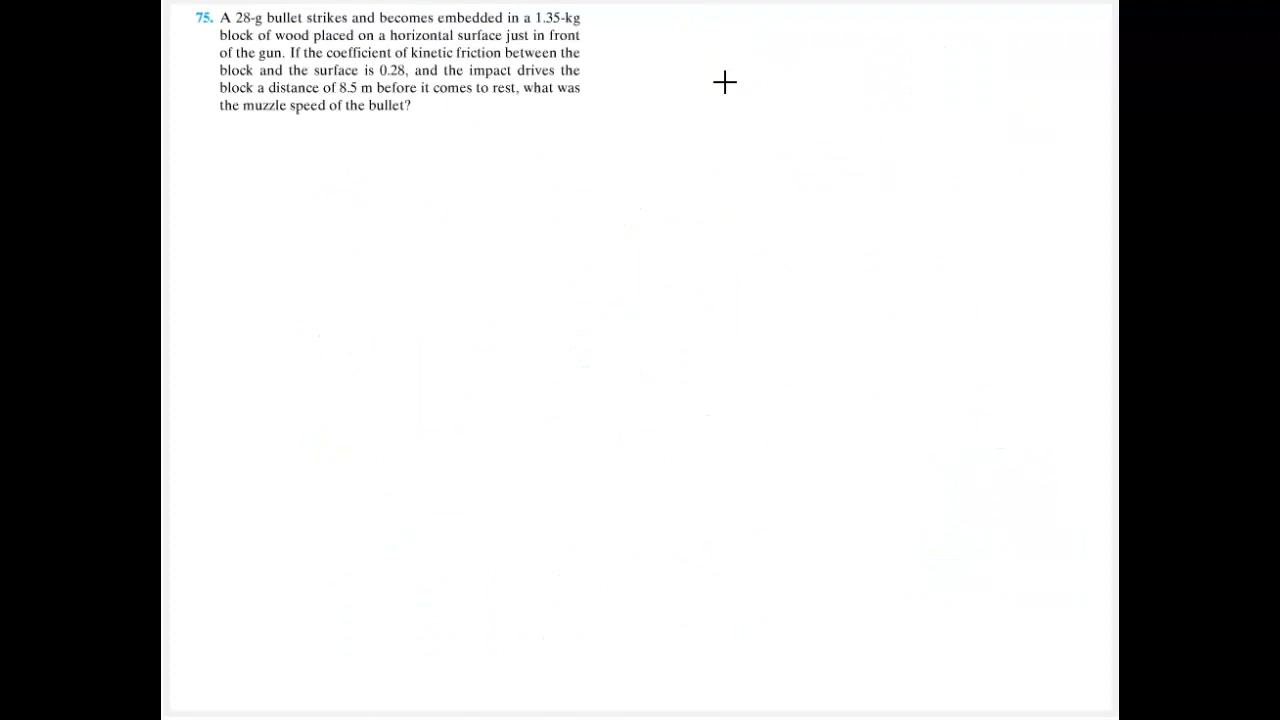 75. A 28-g bullet strikes and becomes embedded in a 1.35-kg
block of wood placed on a horizontal surface just in front
of the gun. If the coefficient of kinetic friction between the
block and the surface is 0.28, and the impact drives the
block a distance of 8.5 m before it comes to rest, what was
the muzzle speed of the bullet?